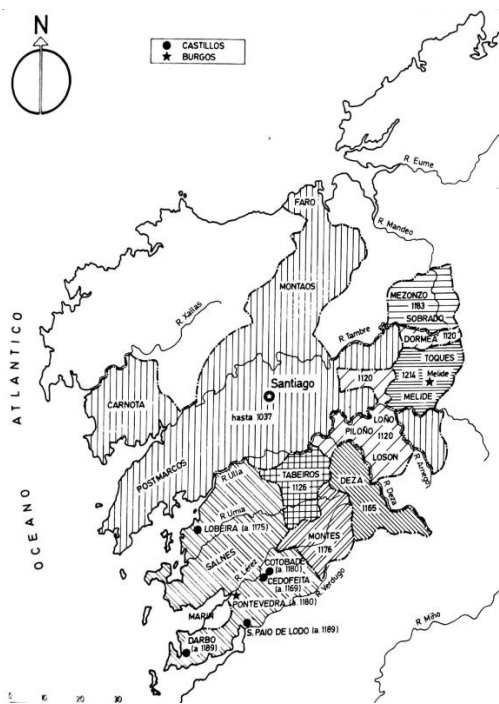 N
CASTILLOS
BURGOS
R. Eume
FARO
R. Mandeo
MONTAOS
MEZONZO
1183
SOBRADO
R. Xallas
R. Tambre
DORMEA
1120
TOQUES
1120
1214
Melide
MELIDE
Santiago
hasta 1037
CARNOTA
ATLANTICO
OCEANO
POSTMARCOS
LOÑO
PILOÑO
1120
LOSON
R. Arnego
R. Ulla
TABEIROS
1126
DEZA
1165
R. Deza
R. Umia
LOBEIRA (a. 1175)
SALNES
MONTES
1176
R. Lérez
COTOBADE
(a. 1180)
CEDOFEITA
(a. 1169)
R. Verdugo
PONTEVEDRA (a. 1180)
MARIN
S. PAIO DE LODO (a. 1189)
DARBO
(a. 1189)
R. Miño
0 10 20 30